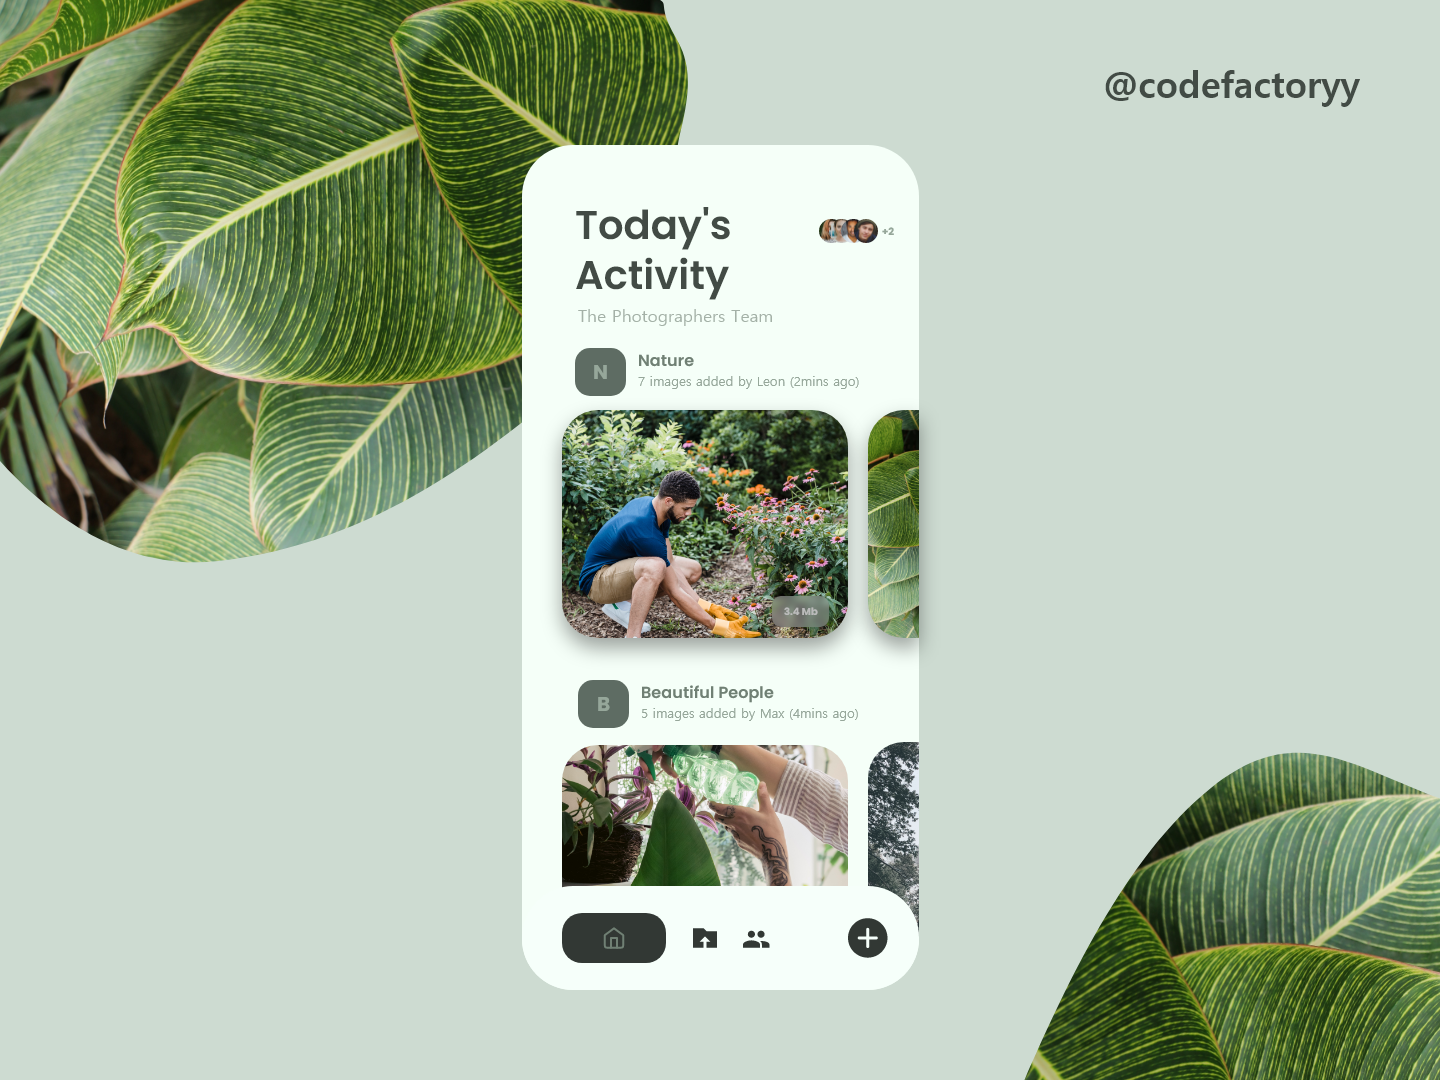 @codefactoryy
Today's
Activity
+2
The Photographers Team
N
Nature
7 images added by Leon (2mins ago)
3.4 Mb
B
Beautiful People
5 images added by Max (4mins ago)